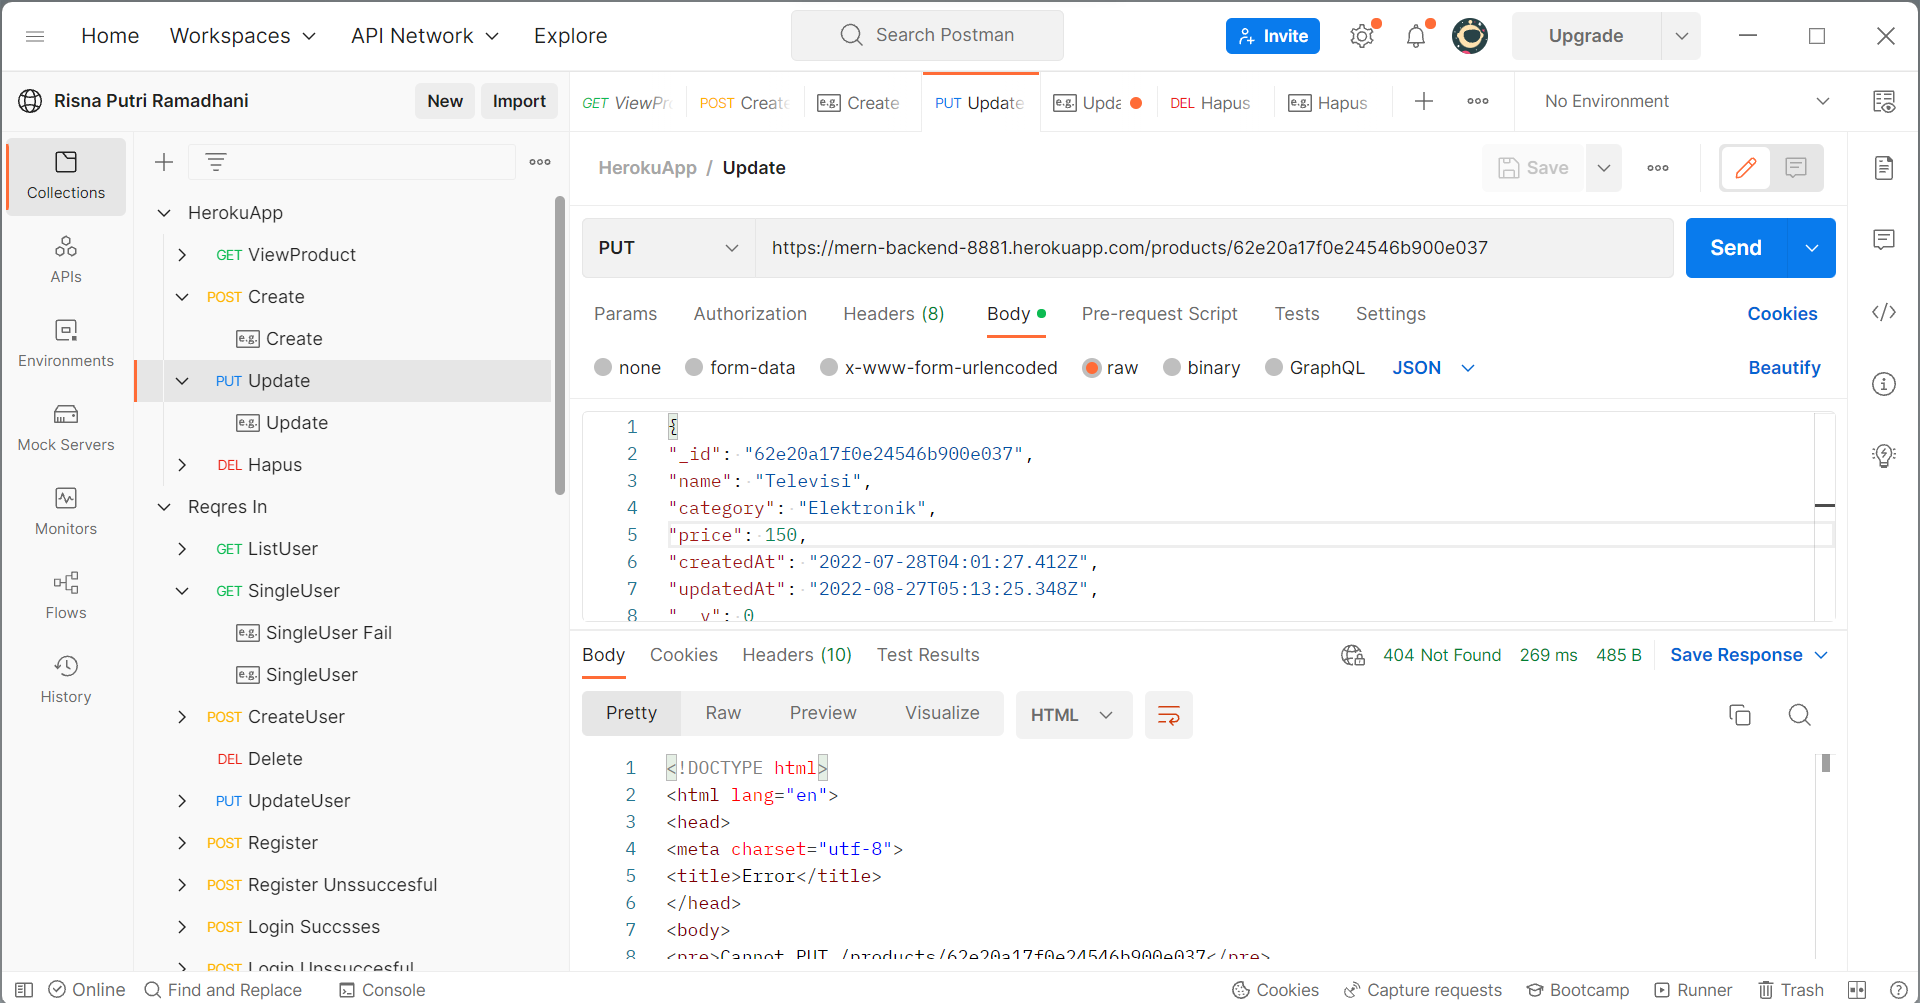 Home Workspaces API Network Explore Search Postman Invite Upgrade
Risna Putri Ramadhani New Import
GET ViewPr POST Create e.g. Create PUT Update e.g. Upda DEL Hapus e.g. Hapus No Environment
Collections
APIs
Environments
Mock Servers
Monitors
Flows
History
HerokuApp
GET ViewProduct
POST Create
e.g. Create
PUT Update
e.g. Update
DEL Hapus
Reqres In
GET ListUser
GET SingleUser
e.g. SingleUser Fail
e.g. SingleUser
POST CreateUser
DEL Delete
PUT UpdateUser
POST Register
POST Register Unssuccesful
POST Login Succsses
POST Login Unssuccesful
HerokuApp / Update Save
PUT https://mern-backend-8881.herokuapp.com/products/62e20a17f0e24546b900e037 Send
Params Authorization Headers (8) Body Pre-request Script Tests Settings Cookies
none form-data x-www-form-urlencoded raw binary GraphQL JSON Beautify
1 {
2 "_id": "62e20a17f0e24546b900e037",
3 "name": "Televisi",
4 "category": "Elektronik",
5 "price": 150,
6 "createdAt": "2022-07-28T04:01:27.412Z",
7 "updatedAt": "2022-08-27T05:13:25.348Z",
8 "__v": 0
Body Cookies Headers (10) Test Results 404 Not Found 269 ms 485 B Save Response
Pretty Raw Preview Visualize HTML
1 <!DOCTYPE html>
2 <html lang="en">
3 <head>
4 <meta charset="utf-8">
5 <title>Error</title>
6 </head>
7 <body>
8 <pre>Cannot PUT /products/62e20a17f0e24546b900e037</pre>
Online Find and Replace Console Cookies Capture requests Bootcamp Runner Trash